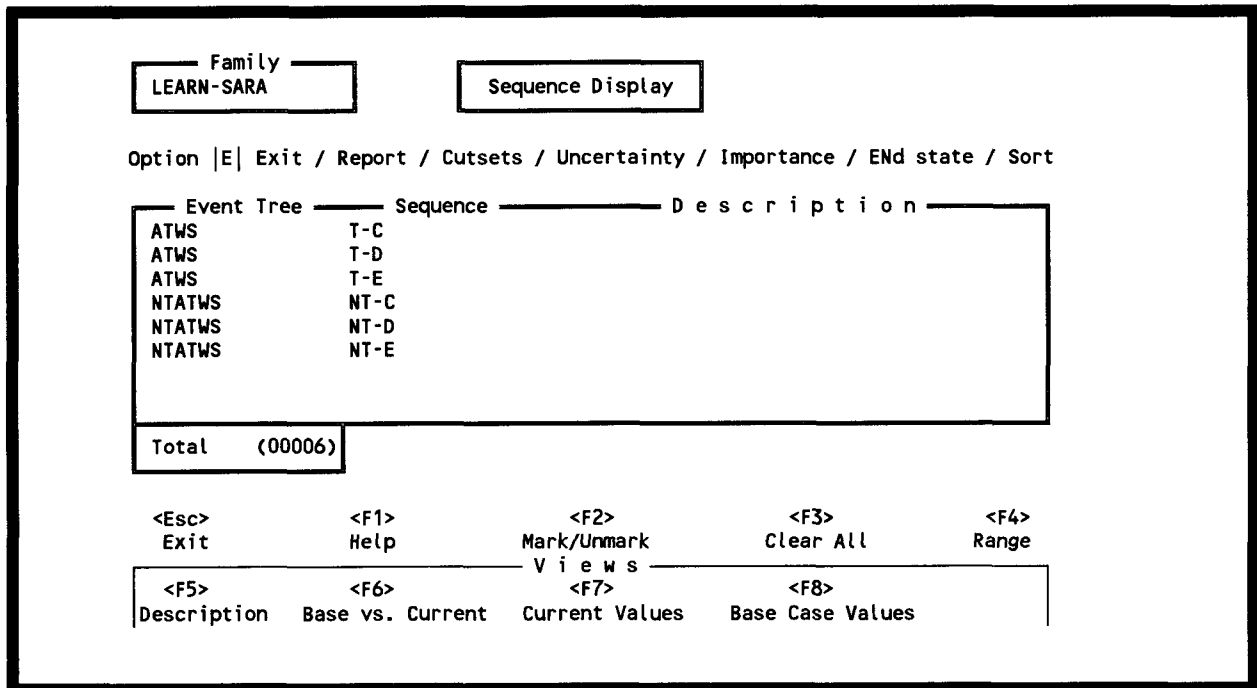 Family
LEARN-SARA
Sequence Display
Option |E| Exit / Report / Cutsets / Uncertainty / Importance / ENd state / Sort
Event Tree Sequence D e s c r i p t i o n
ATWS T-C
ATWS T-D
ATWS T-E
NTATWS NT-C
NTATWS NT-D
NTATWS NT-E
Total (00006)
<Esc> <F1> <F2> <F3> <F4>
Exit Help Mark/Unmark Clear All Range
V i e w s
<F5> <F6> <F7> <F8>
Description Base vs. Current Current Values Base Case Values